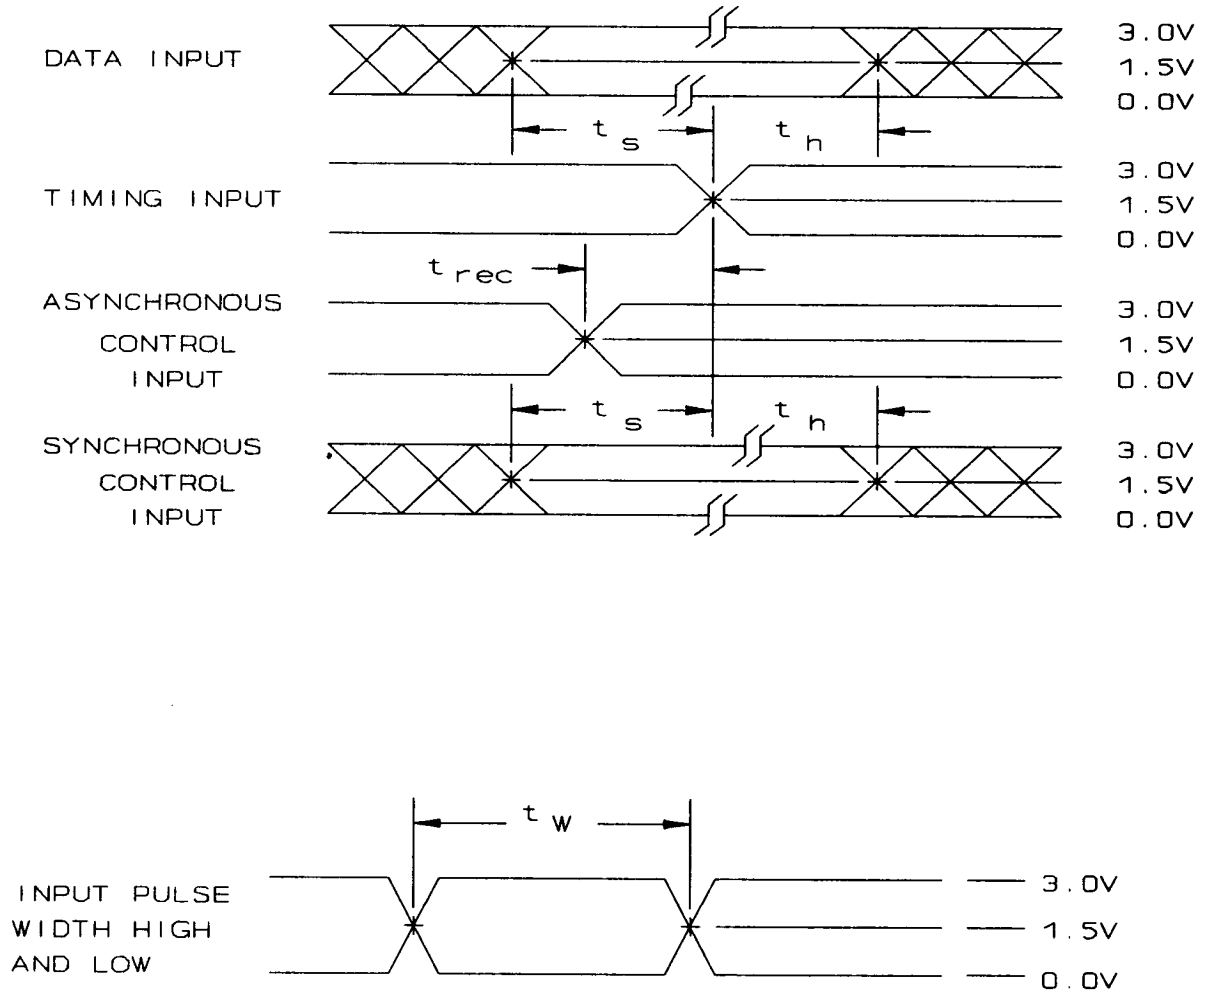 3.0V
DATA INPUT
1.5V
0.0V
t s
t h
3.0V
TIMING INPUT
1.5V
0.0V
t rec
ASYNCHRONOUS
3.0V
CONTROL
1.5V
INPUT
0.0V
t s
t h
SYNCHRONOUS
3.0V
CONTROL
1.5V
INPUT
0.0V
t W
INPUT PULSE
3.0V
WIDTH HIGH
1.5V
AND LOW
0.0V